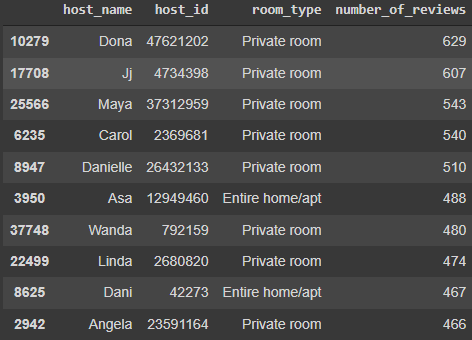 host_name host_id room_type number_of_reviews
10279 Dona 47621202 Private room 629
17708 Jj 4734398 Private room 607
25566 Maya 37312959 Private room 543
6235 Carol 2369681 Private room 540
8947 Danielle 26432133 Private room 510
3950 Asa 12949460 Entire home/apt 488
37748 Wanda 792159 Private room 480
22499 Linda 2680820 Private room 474
8625 Dani 42273 Entire home/apt 467
2942 Angela 23591164 Private room 466